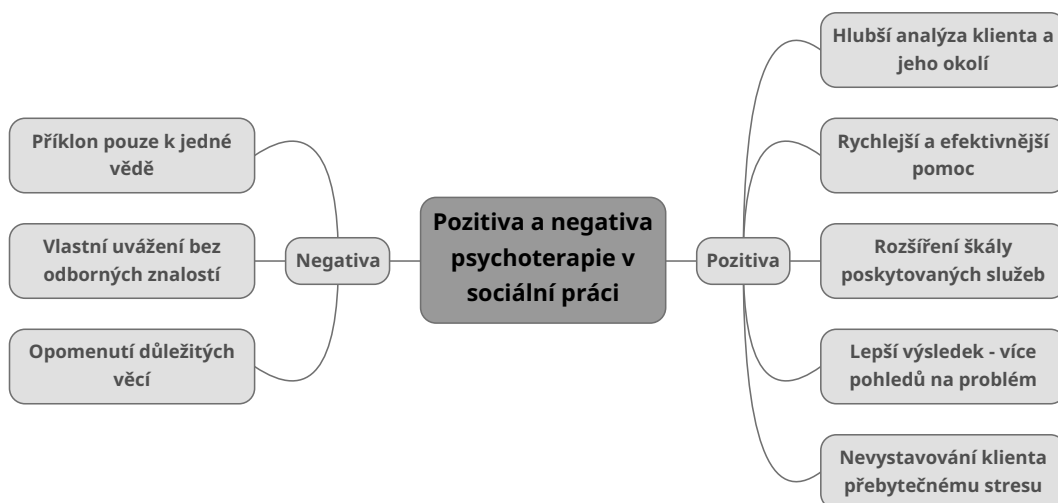 Pozitiva a negativa
psychoterapie v
sociální práci
Negativa
Příklon pouze k jedné
vědě
Vlastní uvážení bez
odborných znalostí
Opomenutí důležitých
věcí
Pozitiva
Hlubší analýza klienta a
jeho okolí
Rychlejší a efektivnější
pomoc
Rozšíření škály
poskytovaných služeb
Lepší výsledek - více
pohledů na problém
Nevystavování klienta
přebytečnému stresu